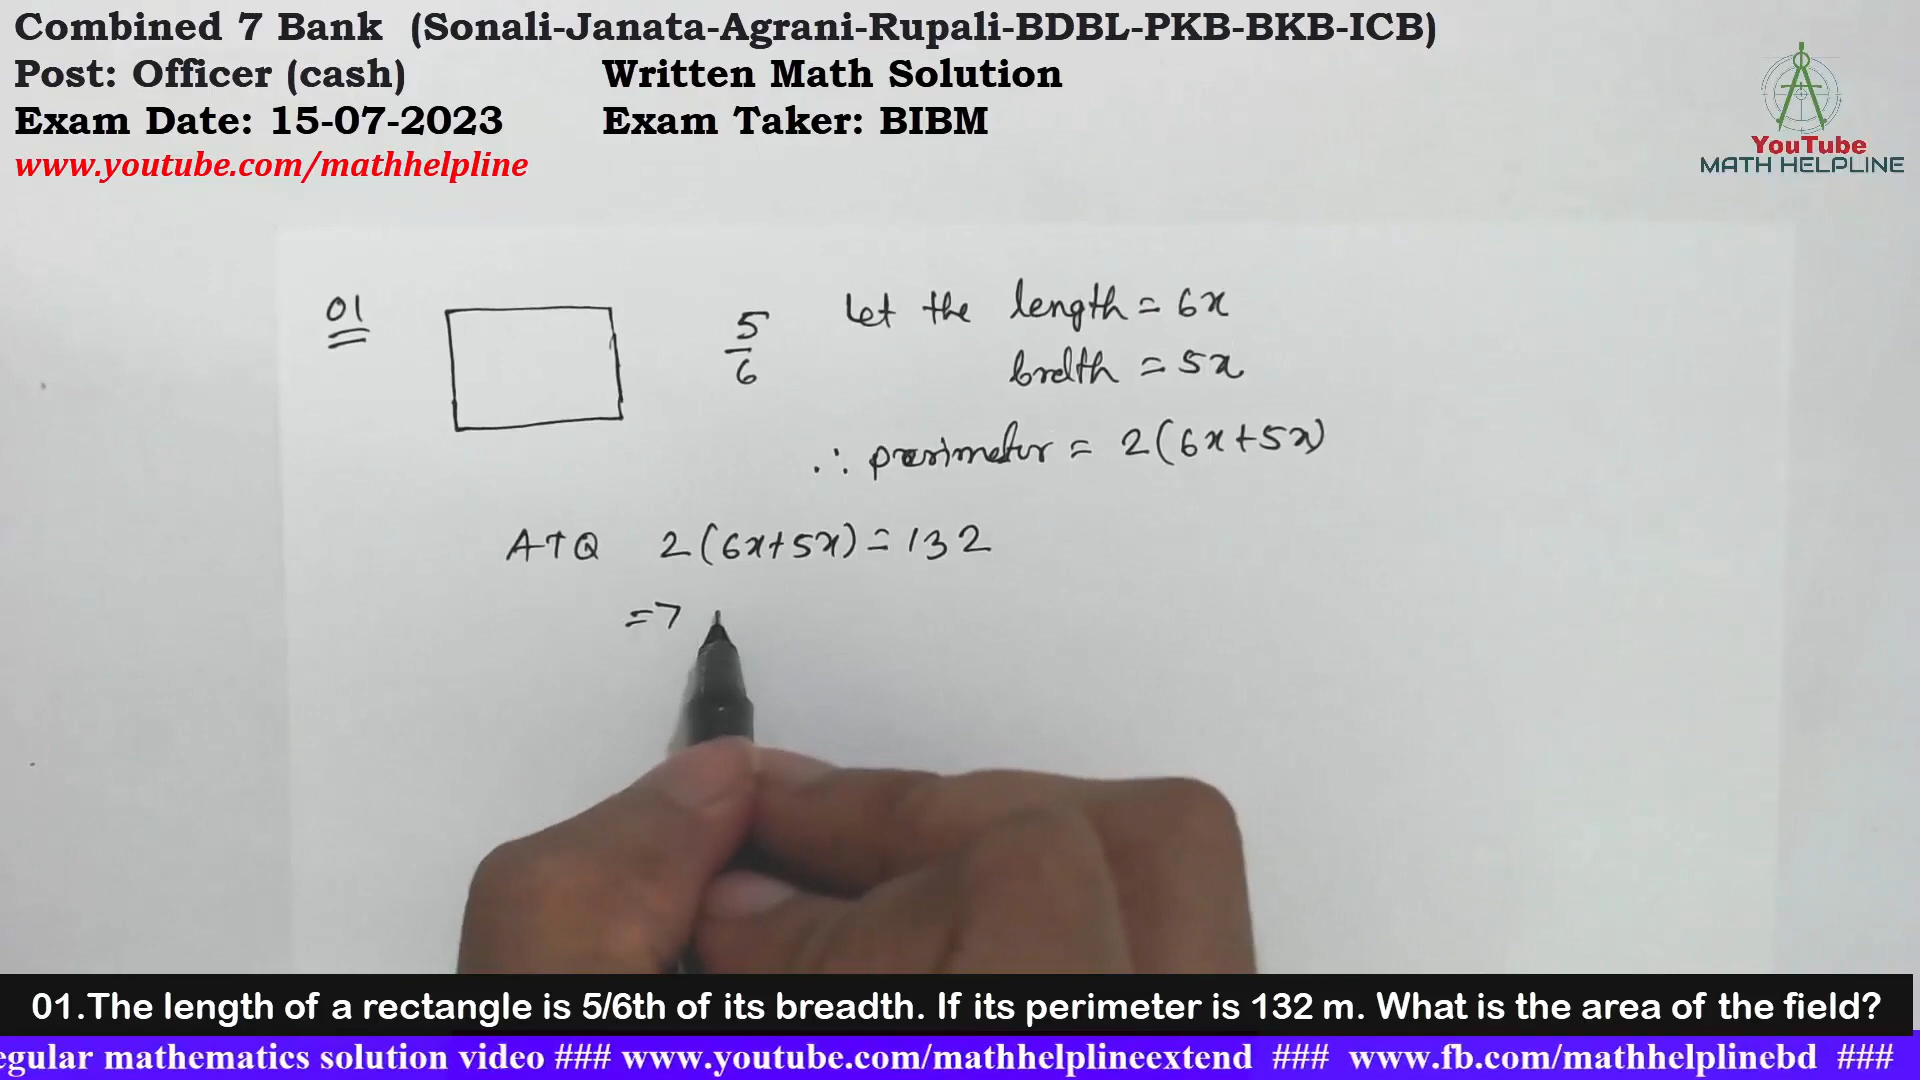 Combined 7 Bank (Sonali-Janata-Agrani-Rupali-BDBL-PKB-BKB-ICB)
Post: Officer (cash) Written Math Solution
Exam Date: 15-07-2023 Exam Taker: BIBM
www.youtube.com/mathhelpline
YouTube
MATH HELPLINE
01
5/6
Let the length = 6x
bredth = 5x
∴ perimeter = 2(6x+5x)
ATQ 2(6x+5x) = 132
=>
01.The length of a rectangle is 5/6th of its breadth. If its perimeter is 132 m. What is the area of the field?
egular mathematics solution video ### www.youtube.com/mathhelplineextend ### www.fb.com/mathhelplinebd ###